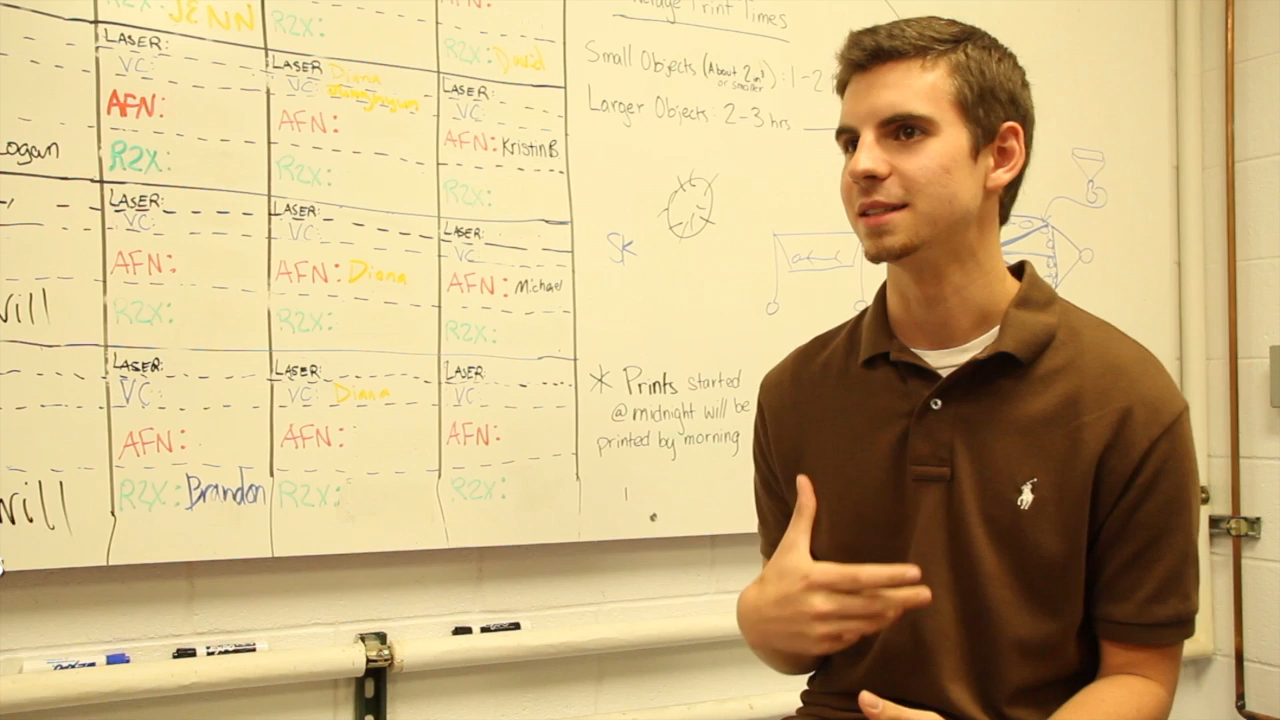 JENN
LASER:
VC:
AFN:
R2X:
LASER:
VC:
AFN:
R2X:
LASER:
VC:
AFN:
R2X: Brandon
R2X:
LASER Diana
VC:
AFN:
R2X:
LASER:
VC:
AFN: Diana
R2X:
LASER:
VC: Diana
AFN:
R2X:
AFN:
R2X: David
LASER:
VC
AFN: Kristin B.
R2X:
LASER:
VC
AFN: Michael
R2X:
LASER
VC:
AFN:
R2X:
Logan
Will
Will
Print Times
Small Objects (About 2 in³ or smaller): 1-2
Larger Objects: 2-3 hrs
SK
* Prints started
@ midnight will be
printed by morning